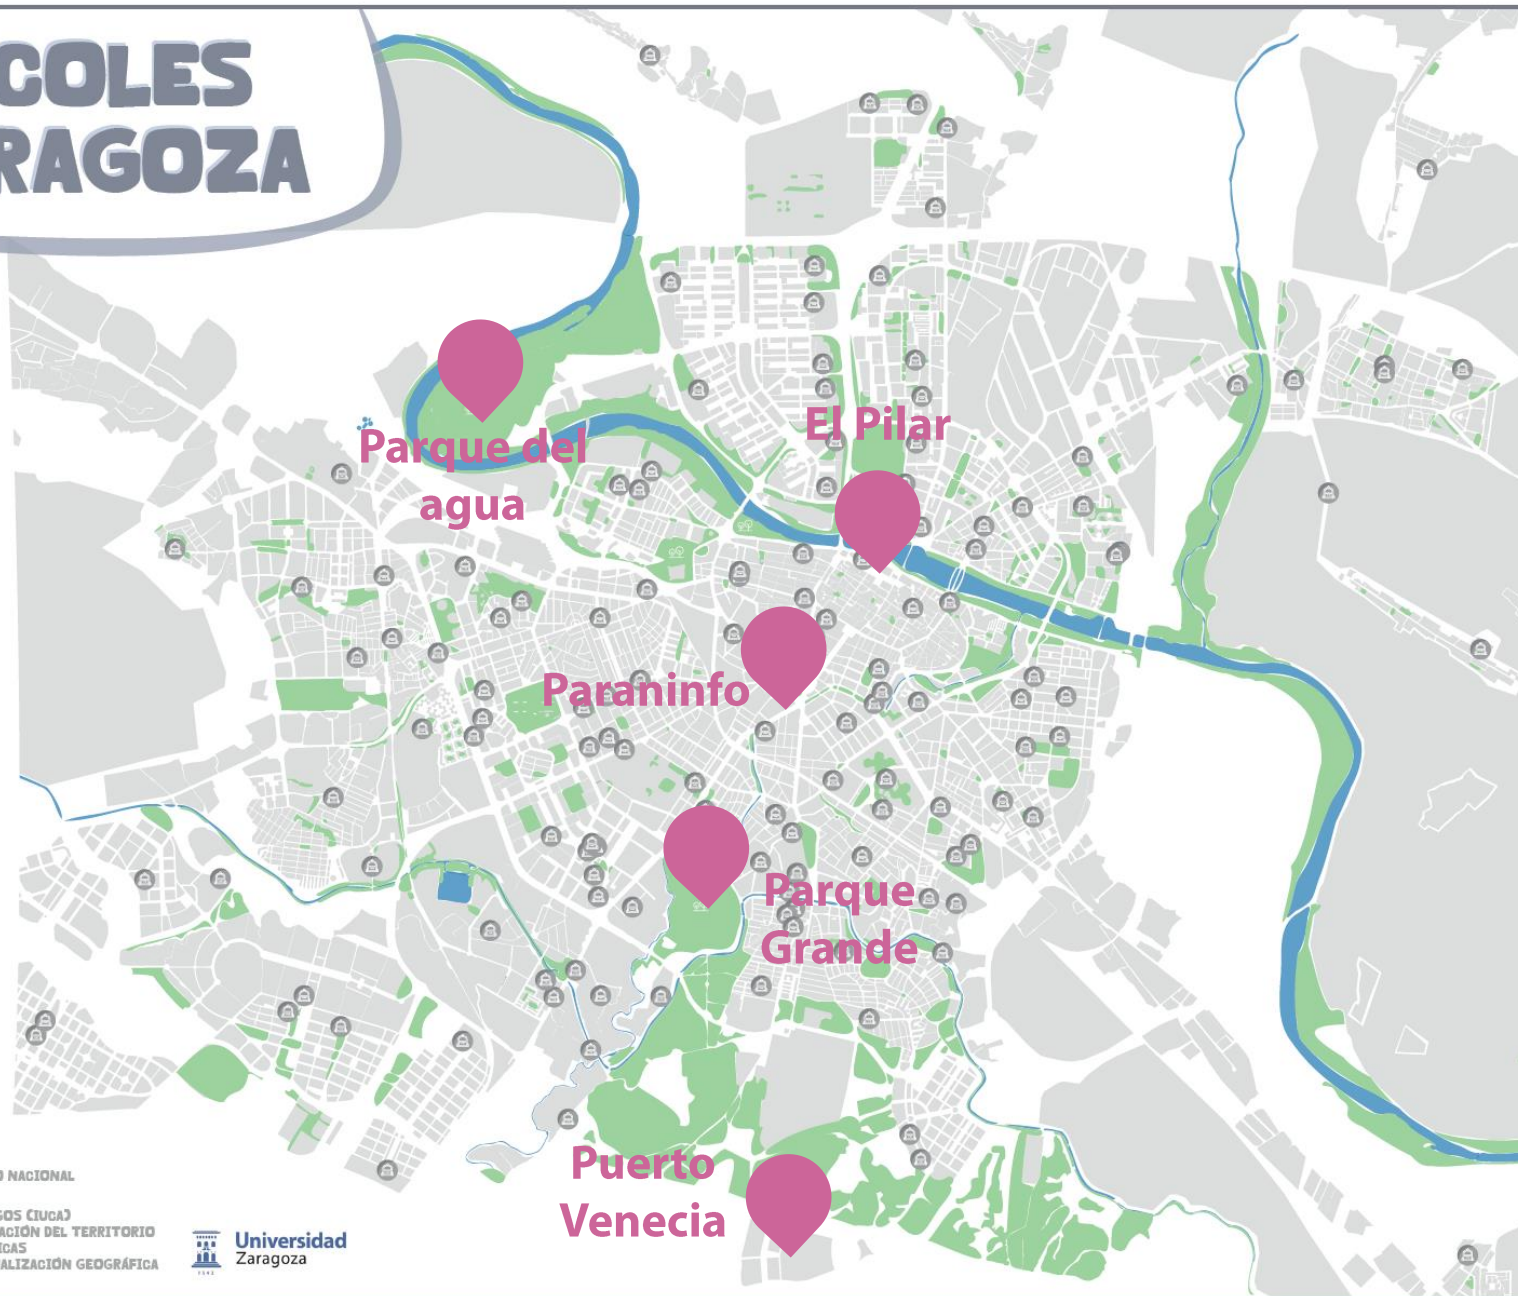 COLES
RAGOZA
El Pilar
Parque del
agua
Paraninfo
Parque
Grande
Puerto
Venecia
O NACIONAL
GOS (IUCA)
ACIÓN DEL TERRITORIO
ICAS
ALIZACIÓN GEOGRÁFICA
Universidad
Zaragoza
1542